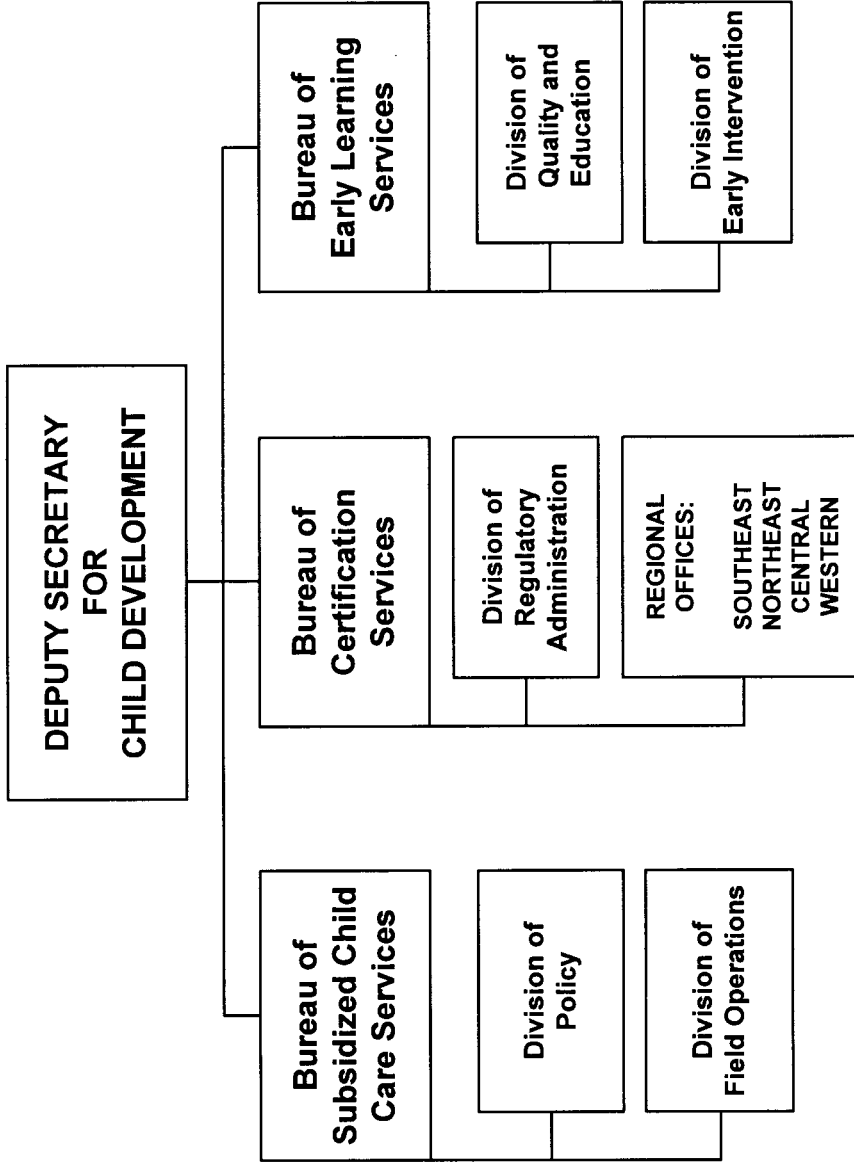 DEPUTY SECRETARY
FOR
CHILD DEVELOPMENT
Bureau of
Subsidized Child
Care Services
Division of
Policy
Division of
Field Operations
Bureau of
Certification
Services
Division of
Regulatory
Administration
REGIONAL
OFFICES:
SOUTHEAST
NORTHEAST
CENTRAL
WESTERN
Bureau of
Early Learning
Services
Division of
Quality and
Education
Division of
Early Intervention